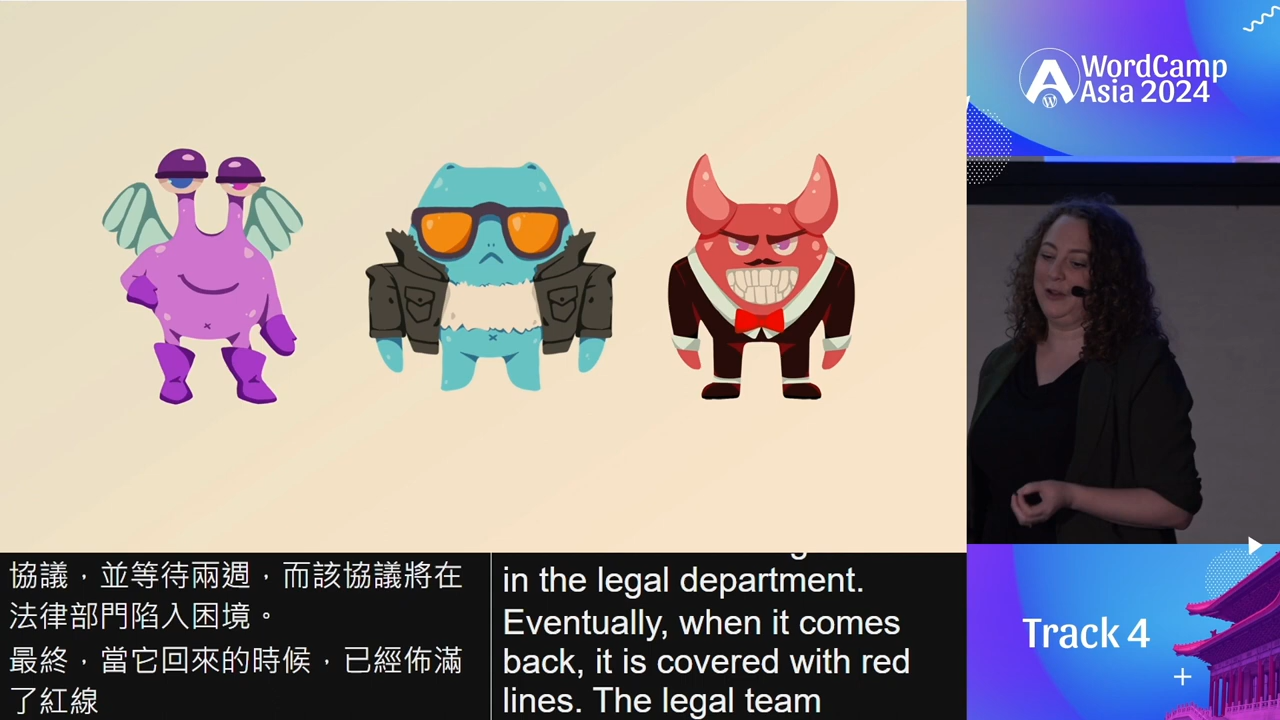 WordCamp
Asia 2024
協議，並等待兩週，而該協議將在
法律部門陷入困境。
最終，當它回來的時候，已經佈滿
了紅線
in the legal department.
Eventually, when it comes
back, it is covered with red
lines. The legal team
Track 4